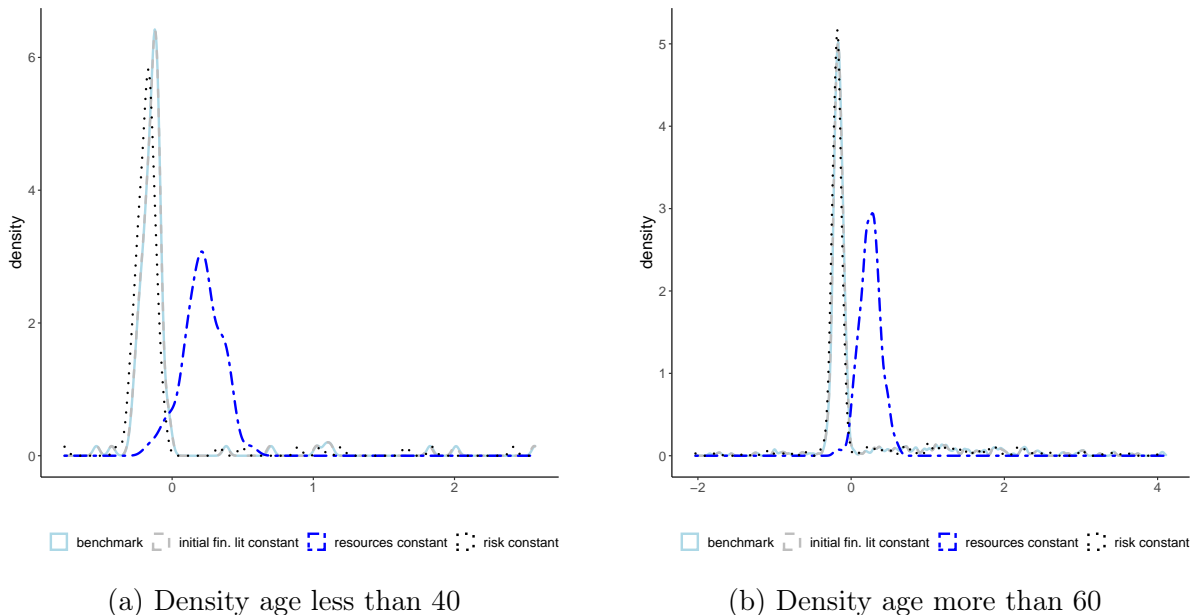 6
4
2
0
density
0 1 2
benchmark initial fin. lit constant resources constant risk constant
(a) Density age less than 40
5
4
3
2
1
0
density
−2 0 2 4
benchmark initial fin. lit constant resources constant risk constant
(b) Density age more than 60